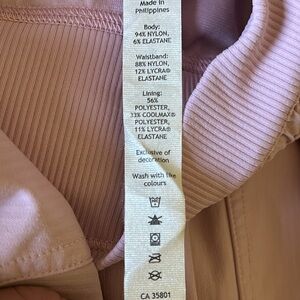 Made in
Philippines
Body:
94% NYLON,
6% ELASTANE
Waistband:
88% NYLON,
12% LYCRA®
ELASTANE
Lining:
56%
POLYESTER,
33% COOLMAX®
POLYESTER,
11% LYCRA®
ELASTANE
Exclusive of
decoration
Wash with like
colours
CA 35801